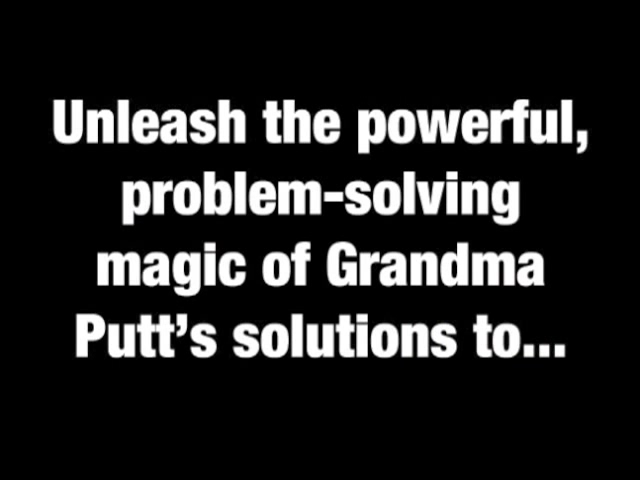 Unleash the powerful,
problem-solving
magic of Grandma
Putt’s solutions to...